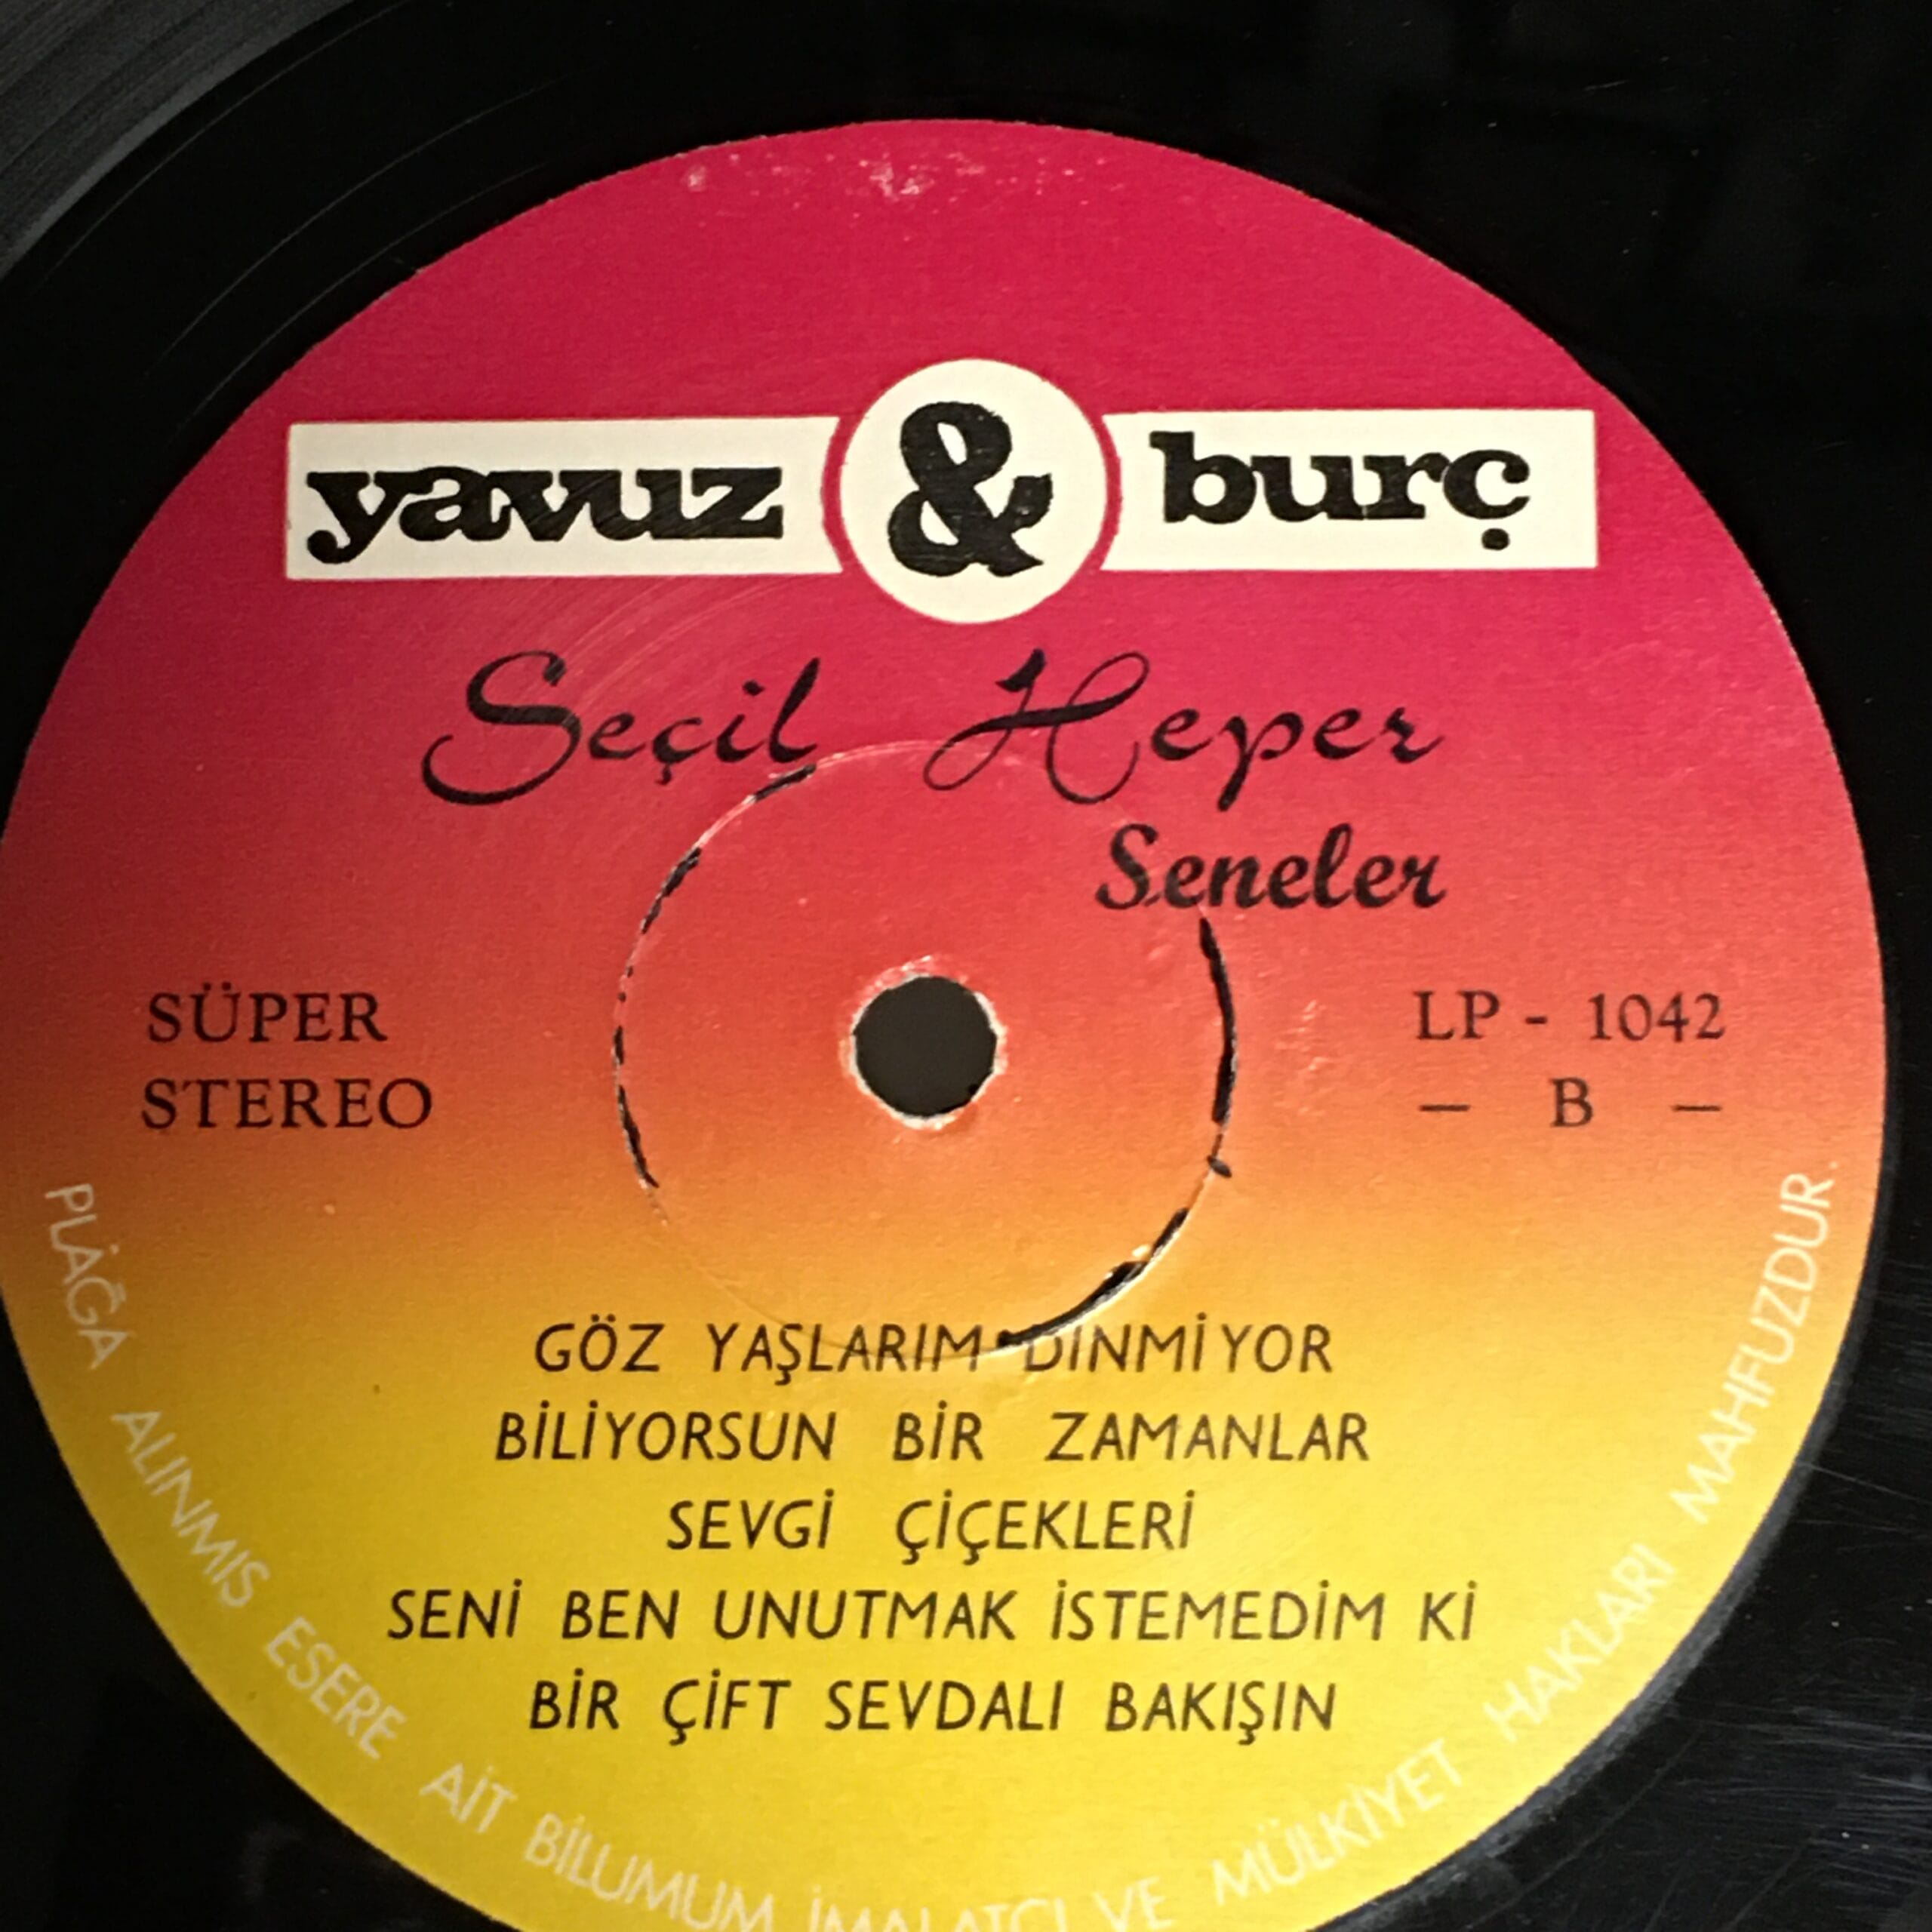 yavuz & burç
Seçil Heper
Seneler
SÜPER
STEREO
LP - 1042
— B —
GÖZ YAŞLARIM DİNMİYOR
BİLİYORSUN BİR ZAMANLAR
SEVGİ ÇİÇEKLERİ
SENİ BEN UNUTMAK İSTEMEDİM Kİ
BİR ÇİFT SEVDALI BAKIŞIN
PLÂĞA ALINMIS ESERE AİT BİLUMUM İMALATÇI VE MÜLKİYET HAKLARI MAHFUZDUR.